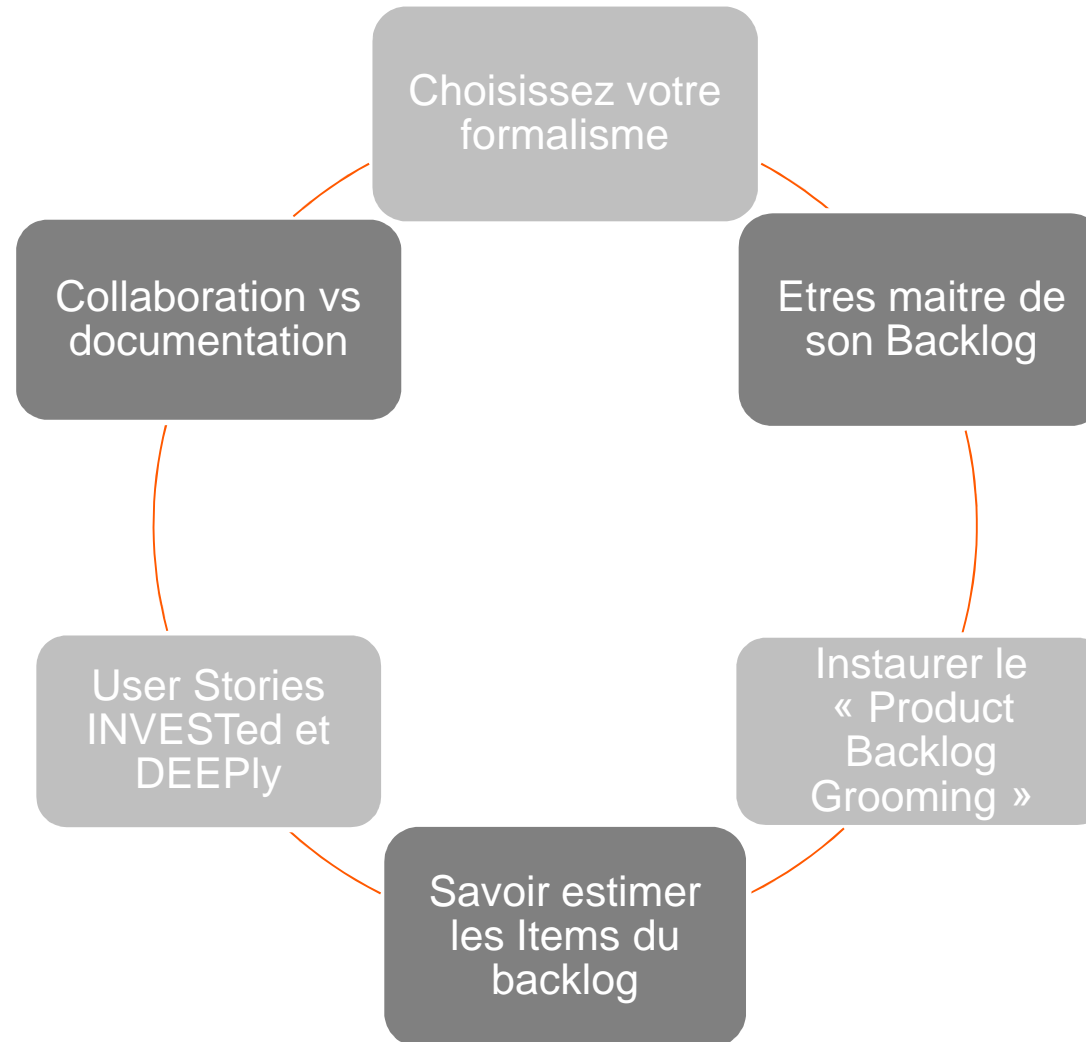 Choisissez votre
formalisme
Etres maitre de
son Backlog
Instaurer le
« Product
Backlog
Grooming »
Savoir estimer
les Items du
backlog
User Stories
INVESTed et
DEEPly
Collaboration vs
documentation